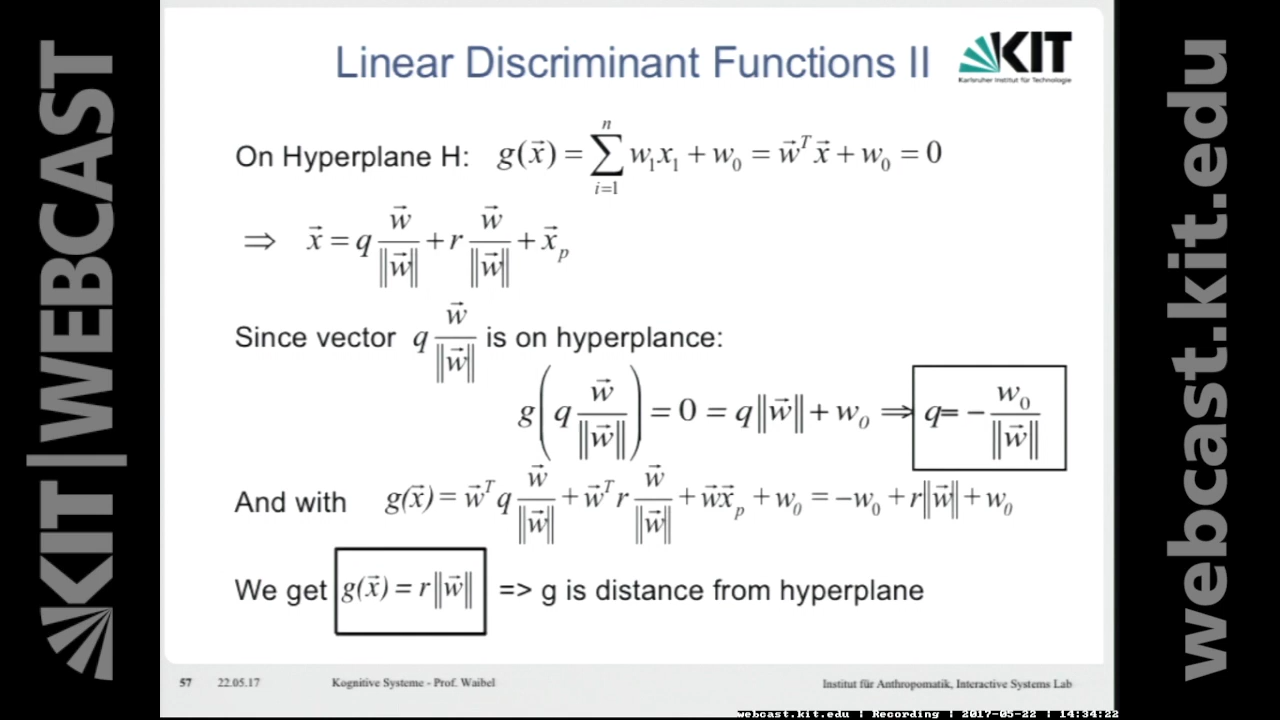 KIT|WEBCAST
Linear Discriminant Functions II
KIT
Karlsruher Institut für Technologie
On Hyperplane H: g(x⃗) = ∑_{i=1}^{n} w₁x₁ + w₀ = w⃗ᵀx⃗ + w₀ = 0
⇒ x⃗ = q w⃗/‖w⃗‖ + r w⃗/‖w⃗‖ + x⃗ₚ
Since vector q w⃗/‖w⃗‖ is on hyperplance:
g(q w⃗/‖w⃗‖) = 0 = q‖w⃗‖ + w₀ ⇒ q= − w₀/‖w⃗‖
And with g(x⃗) = w⃗ᵀq w⃗/‖w⃗‖ + w⃗ᵀr w⃗/‖w⃗‖ + w⃗x⃗ₚ + w₀ = −w₀ + r‖w⃗‖ + w₀
We get g(x⃗) = r‖w⃗‖ => g is distance from hyperplane
57 22.05.17 Kognitive Systeme - Prof. Waibel Institut für Anthropomatik, Interactive Systems Lab
webcast.kit.edu | Recording | 2017-05-22 | 14:34:22
webcast.kit.edu